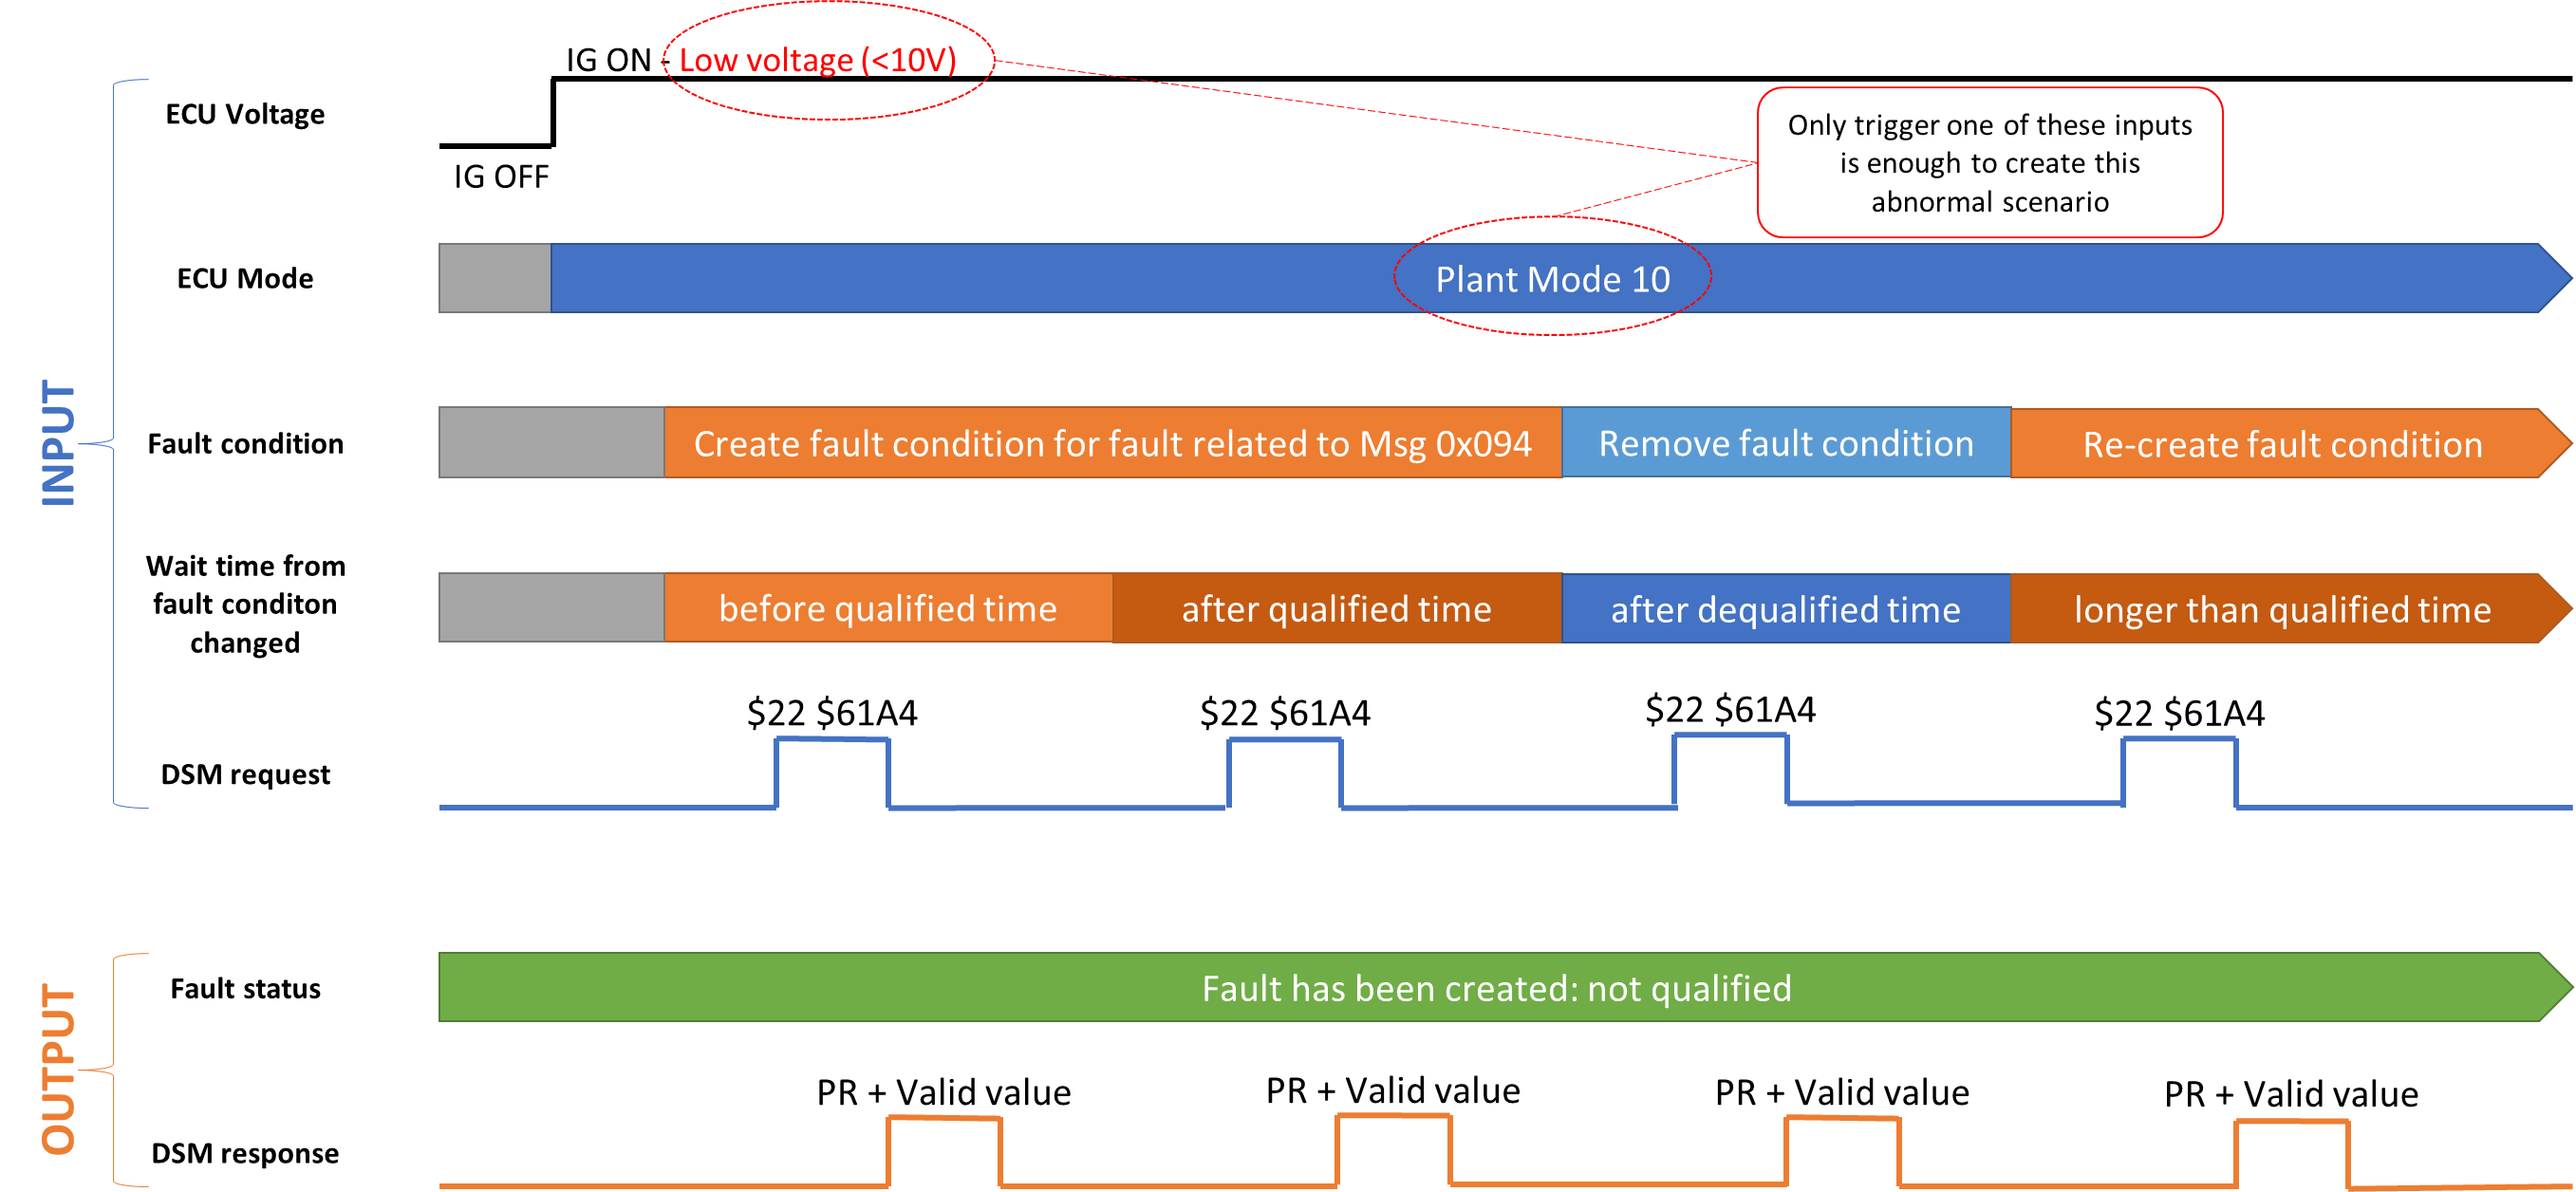 IG ON - Low voltage (<10V)
ECU Voltage
IG OFF
Only trigger one of these inputs
is enough to create this
abnormal scenario
ECU Mode
Plant Mode 10
INPUT
Fault condition
Create fault condition for fault related to Msg 0x094
Remove fault condition
Re-create fault condition
Wait time from
fault conditon
changed
before qualified time
after qualified time
after dequalified time
longer than qualified time
$22 $61A4
$22 $61A4
$22 $61A4
$22 $61A4
DSM request
OUTPUT
Fault status
Fault has been created: not qualified
PR + Valid value
PR + Valid value
PR + Valid value
PR + Valid value
DSM response